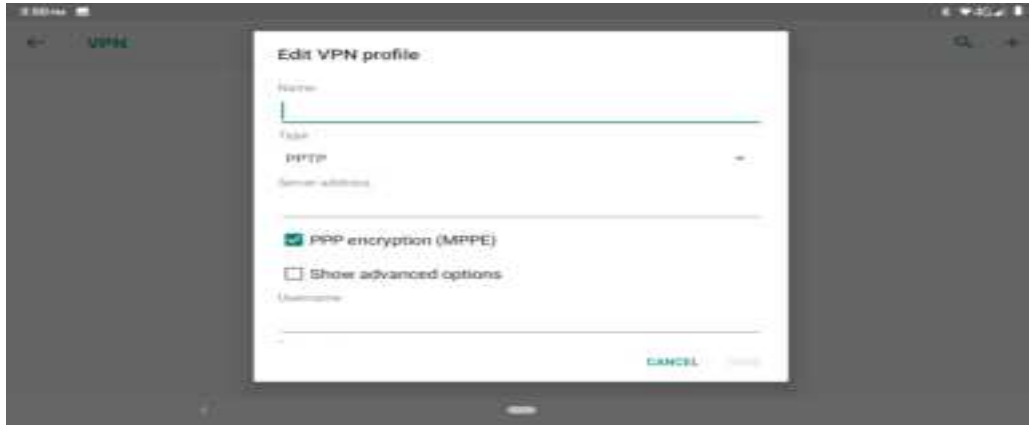 VPN
Edit VPN profile
Name
Type
PPTP
Server address
PPP encryption (MPPE)
Show advanced options
Username
CANCEL